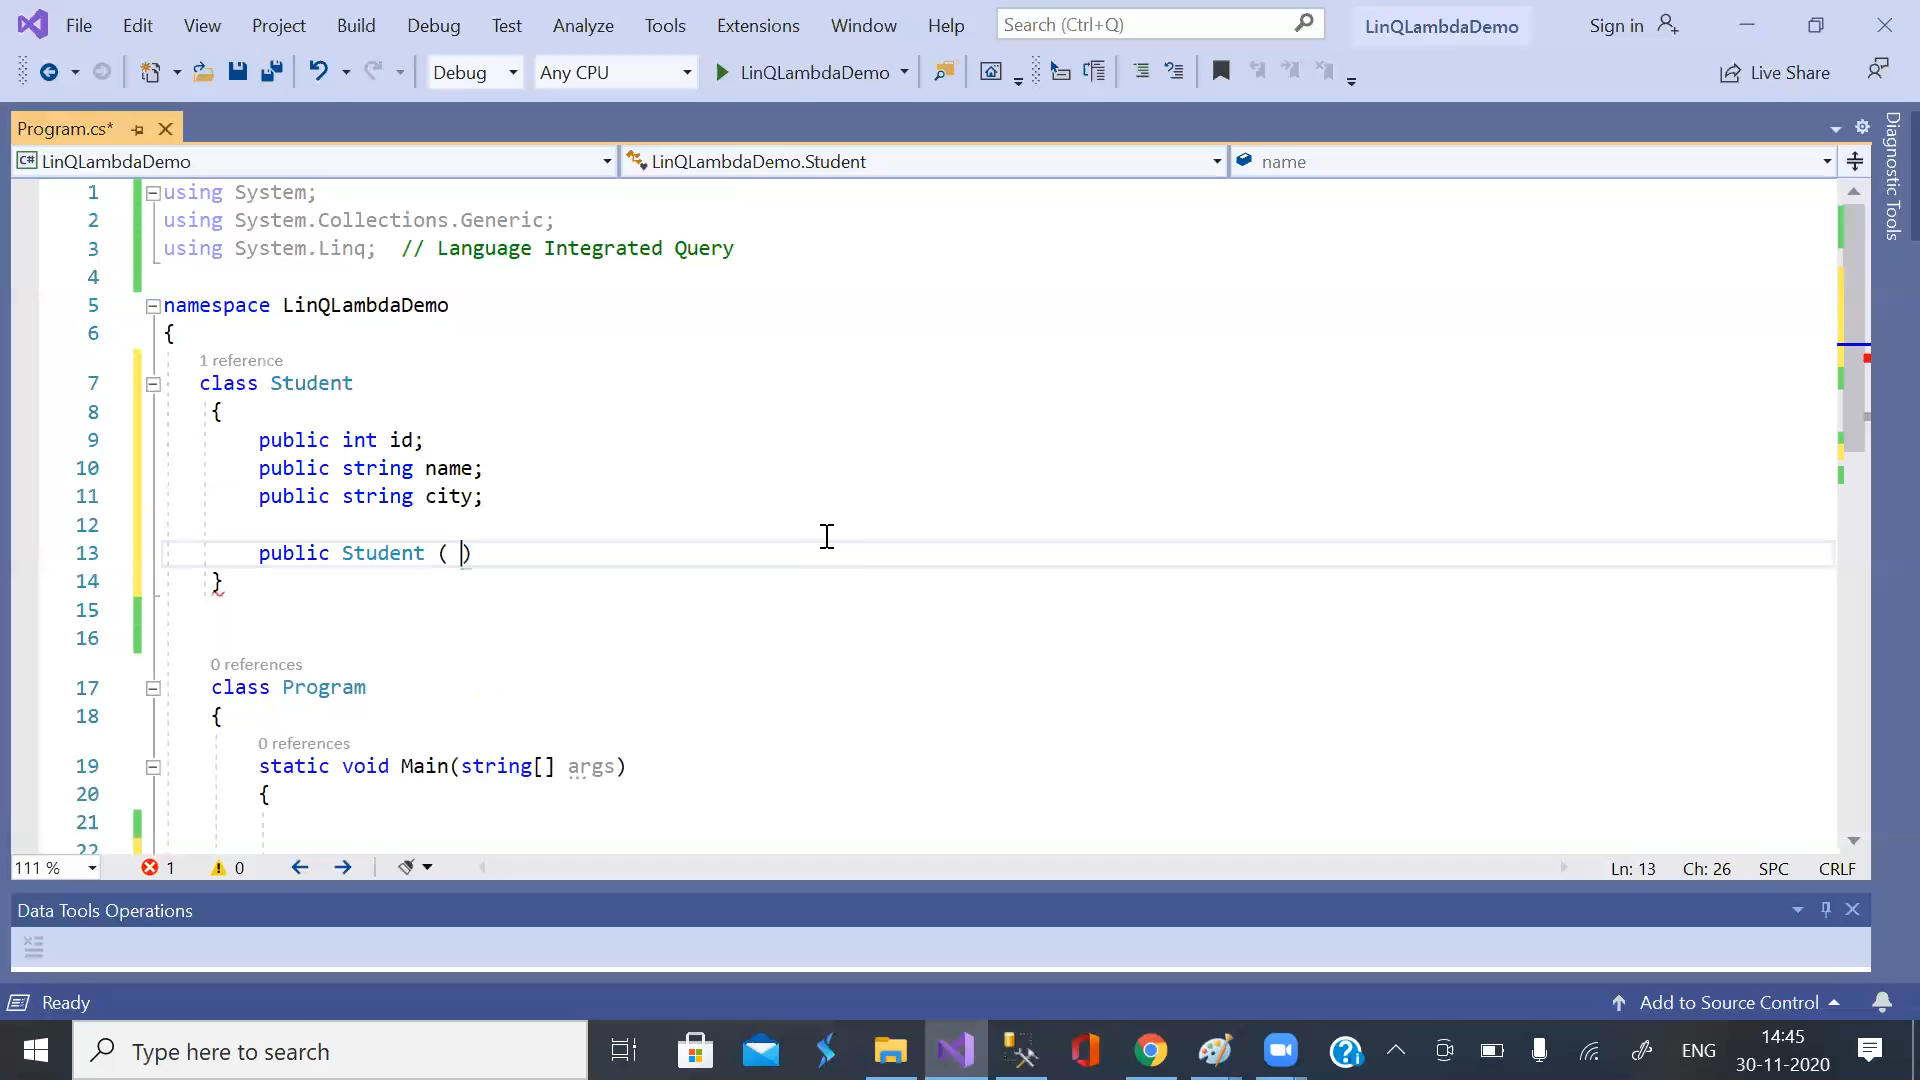 File Edit View Project Build Debug Test Analyze Tools Extensions Window Help Search (Ctrl+Q) LinQLambdaDemo Sign in
Debug Any CPU LinQLambdaDemo Live Share
Program.cs*
LinQLambdaDemo LinQLambdaDemo.Student name
Diagnostic Tools
1 using System;
2 using System.Collections.Generic;
3 using System.Linq;  // Language Integrated Query
4
5 namespace LinQLambdaDemo
6 {
1 reference
7 class Student
8 {
9 public int id;
10 public string name;
11 public string city;
12
13 public Student ( )
14 }
15
16
0 references
17 class Program
18 {
0 references
19 static void Main(string[] args)
20 {
21
22
111 % 1 0 Ln: 13 Ch: 26 SPC CRLF
Data Tools Operations
Ready Add to Source Control
Type here to search ENG 14:45
30-11-2020